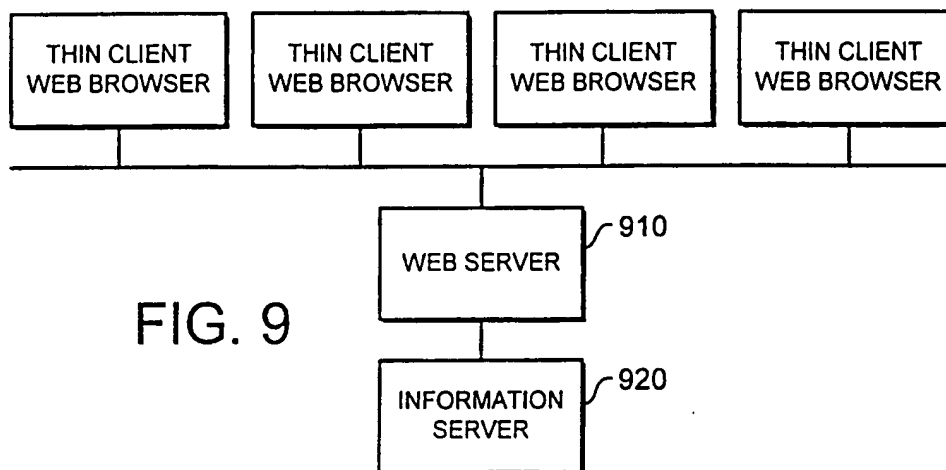 THIN CLIENT
WEB BROWSER
THIN CLIENT
WEB BROWSER
THIN CLIENT
WEB BROWSER
THIN CLIENT
WEB BROWSER
910
WEB SERVER
FIG. 9
920
INFORMATION
SERVER